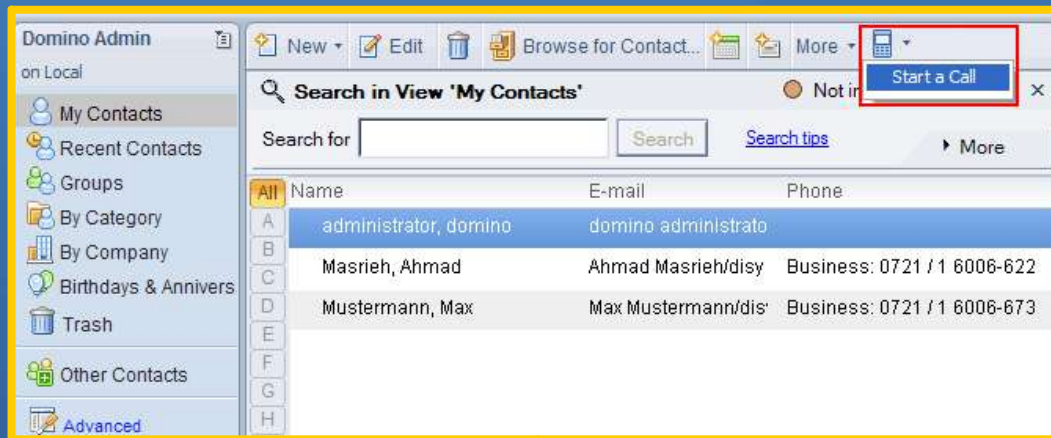 Domino Admin
on Local
My Contacts
Recent Contacts
Groups
By Category
By Company
Birthdays & Annivers
Trash
Other Contacts
Advanced
New Edit Browse for Contact... More
Start a Call
Search in View 'My Contacts' Not in
Search for Search Search tips More
All Name E-mail Phone
A administrator, domino domino administrato
B
Masrieh, Ahmad Ahmad Masrieh/disy Business: 0721 / 1 6006-622
C
D Mustermann, Max Max Mustermann/dis Business: 0721 / 1 6006-673
E
F
G
H